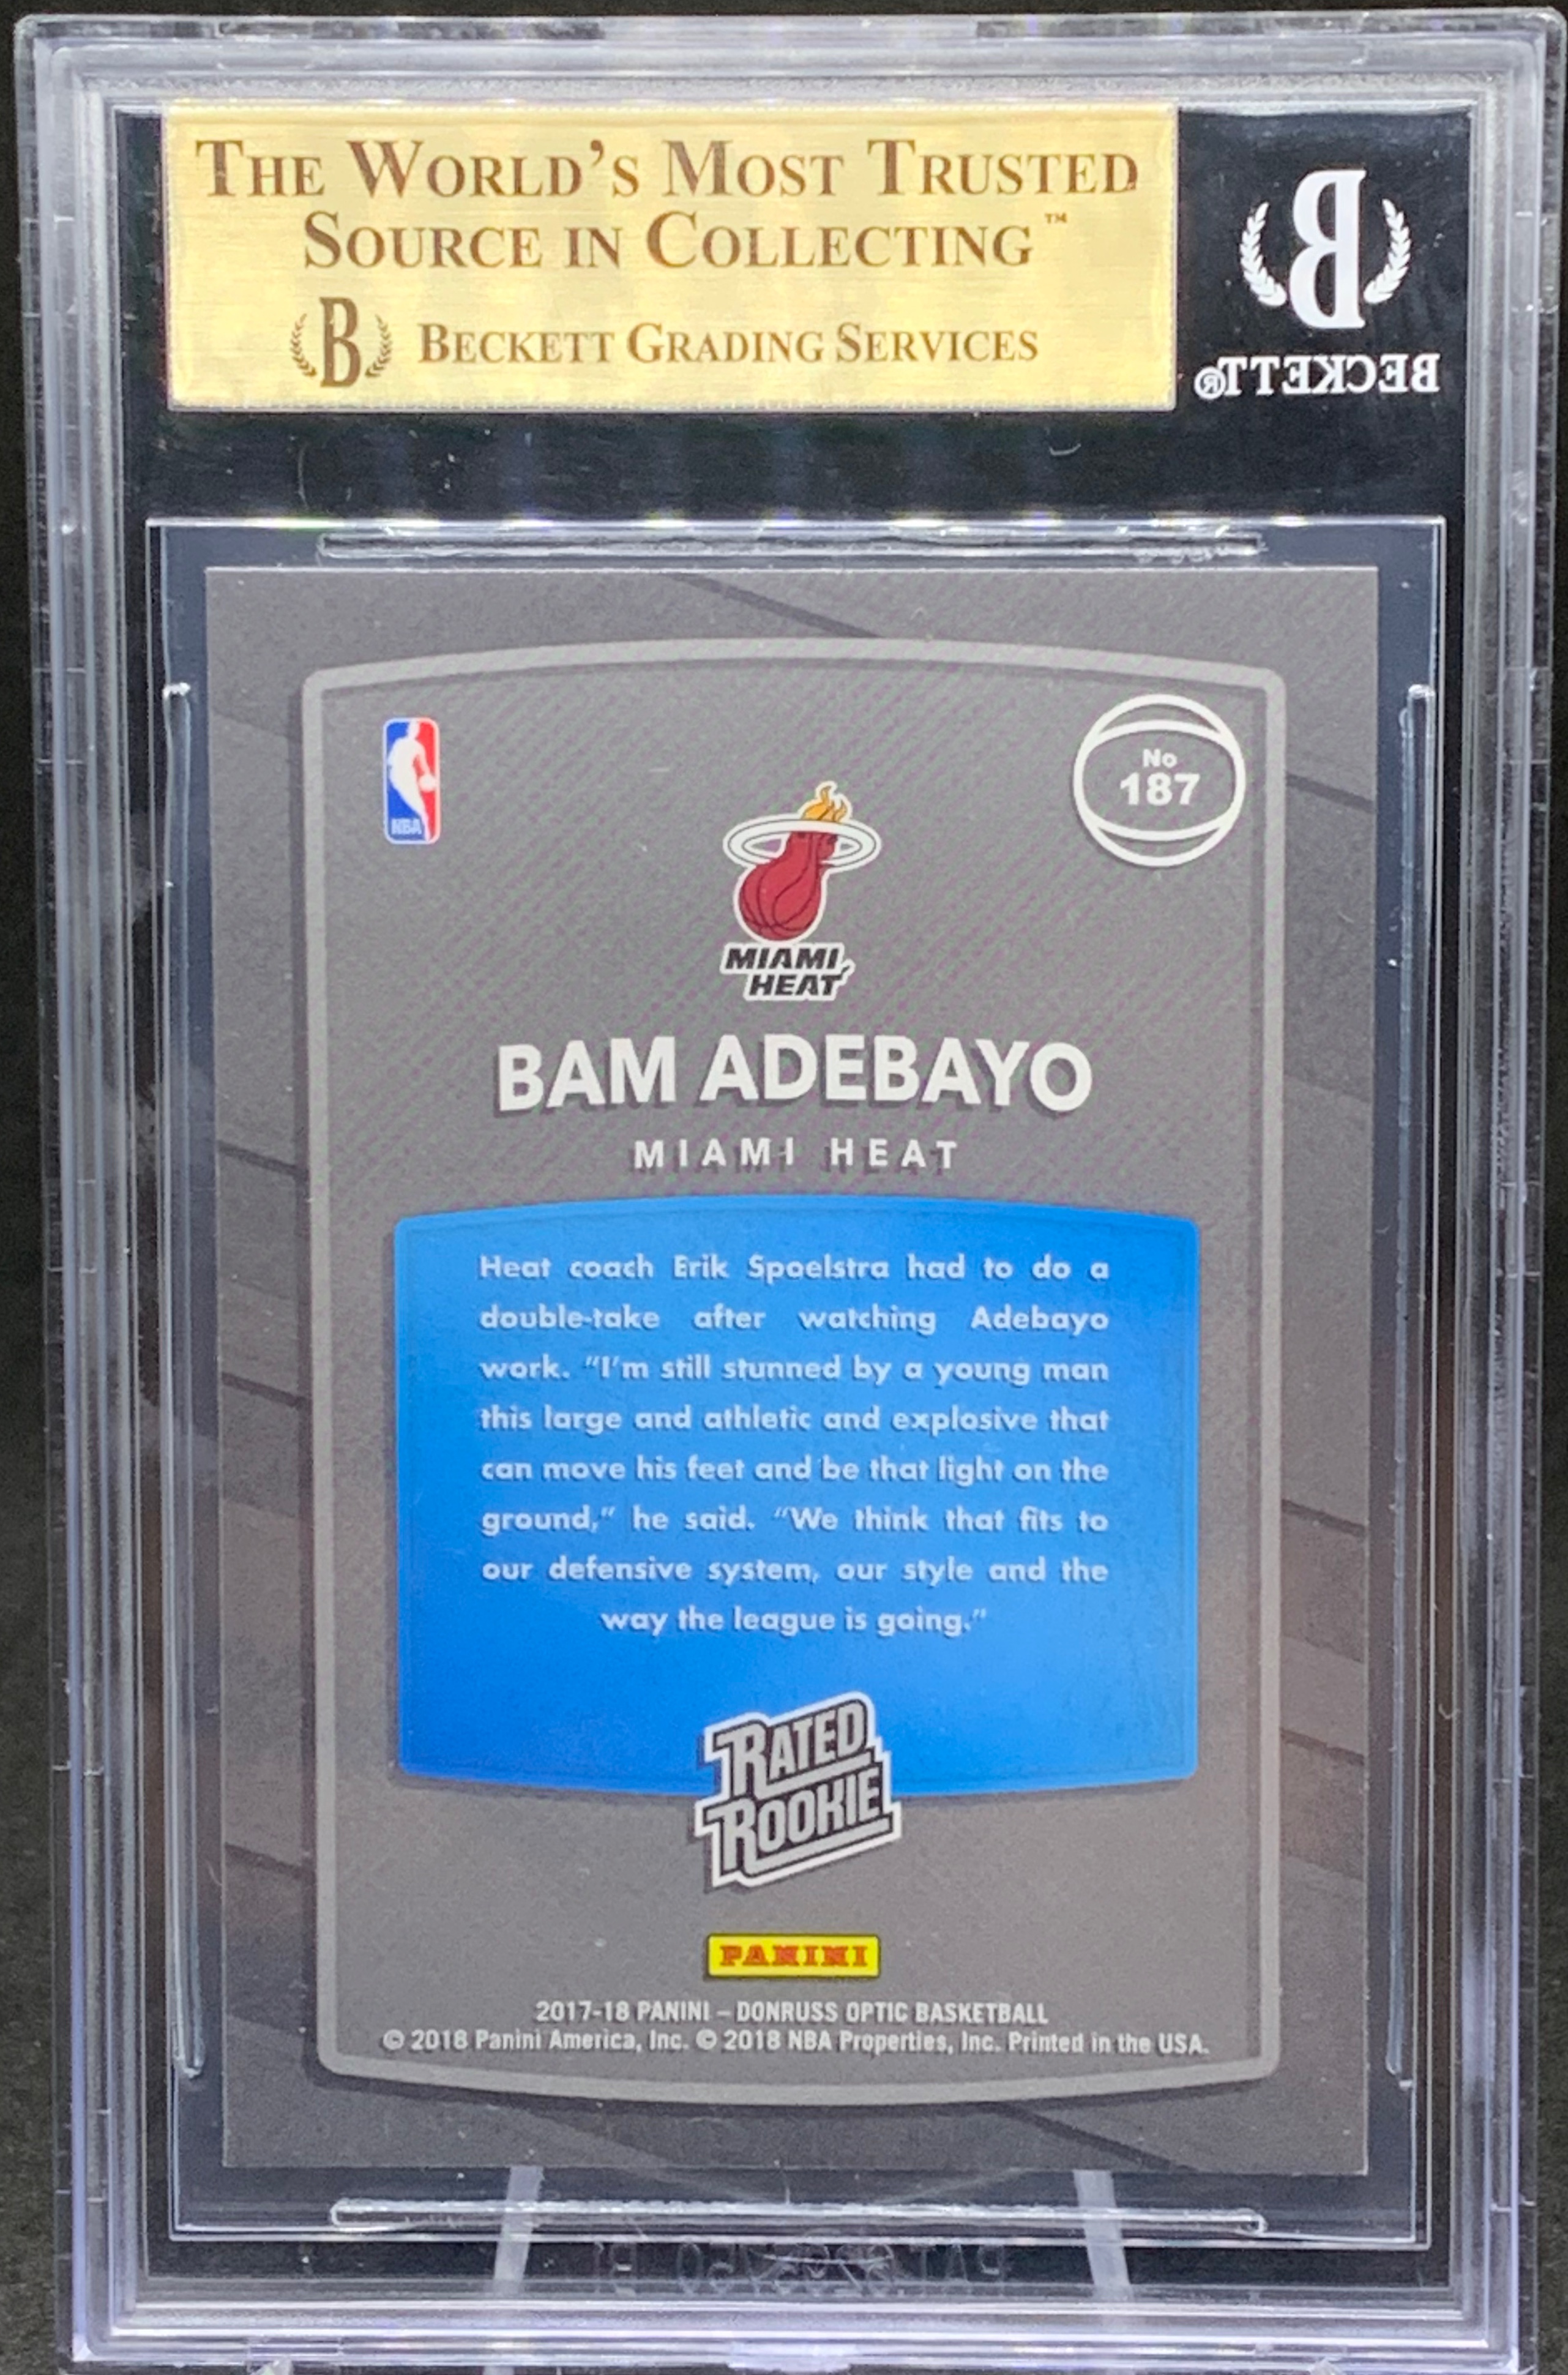 THE WORLD'S MOST TRUSTED
SOURCE IN COLLECTING™
B BECKETT GRADING SERVICES
B
BECKETT®
NBA
No
187
MIAMI
HEAT
BAM ADEBAYO
MIAMI HEAT
Heat coach Erik Spoelstra had to do a
double-take after watching Adebayo
work. "I'm still stunned by a young man
this large and athletic and explosive that
can move his feet and be that light on the
ground," he said. "We think that fits to
our defensive system, our style and the
way the league is going."
RATED
ROOKIE
PANINI
2017-18 PANINI – DONRUSS OPTIC BASKETBALL
© 2018 Panini America, Inc. © 2018 NBA Properties, Inc. Printed in the USA.